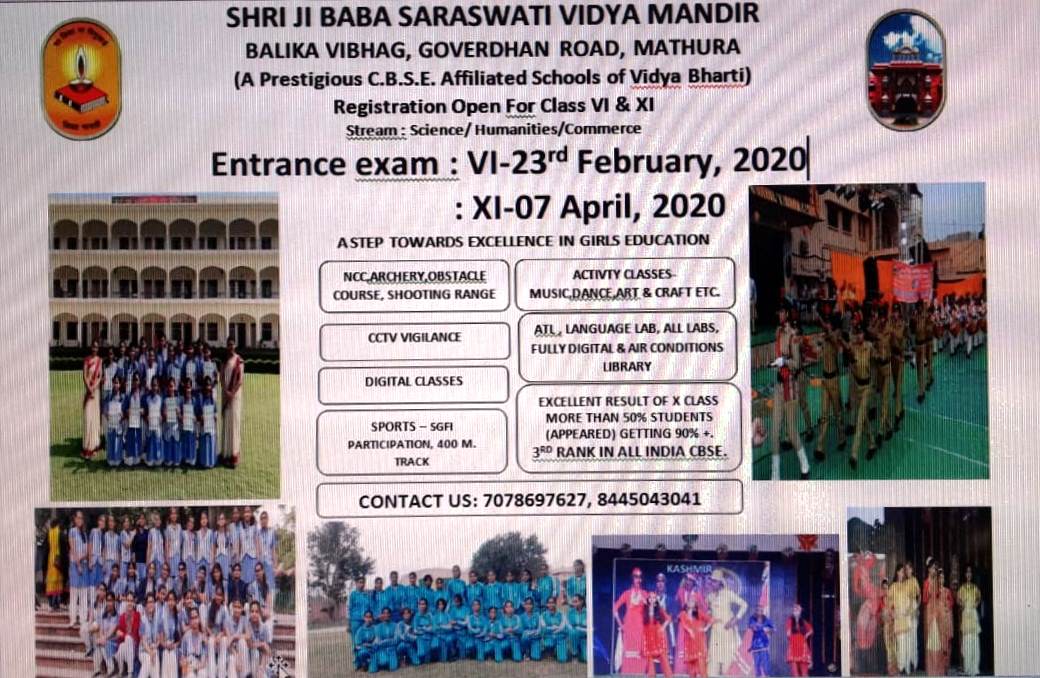 SHRI JI BABA SARASWATI VIDYA MANDIR
BALIKA VIBHAG, GOVERDHAN ROAD, MATHURA
(A Prestigious C.B.S.E. Affiliated Schools of Vidya Bharti)
Registration Open For Class VI & XI
Stream : Science/ Humanities/Commerce
Entrance exam : VI-23rd February, 2020
: XI-07 April, 2020
A STEP TOWARDS EXCELLENCE IN GIRLS EDUCATION
NCC,ARCHERY,OBSTACLE
COURSE, SHOOTING RANGE
ACTIVTY CLASSES-
MUSIC,DANCE,ART & CRAFT ETC.
CCTV VIGILANCE
ATL , LANGUAGE LAB, ALL LABS,
FULLY DIGITAL & AIR CONDITIONS
LIBRARY
DIGITAL CLASSES
EXCELLENT RESULT OF X CLASS
MORE THAN 50% STUDENTS
(APPEARED) GETTING 90% +.
3RD RANK IN ALL INDIA CBSE.
SPORTS – SGFI
PARTICIPATION, 400 M.
TRACK
CONTACT US: 7078697627, 8445043041
KASHMIR